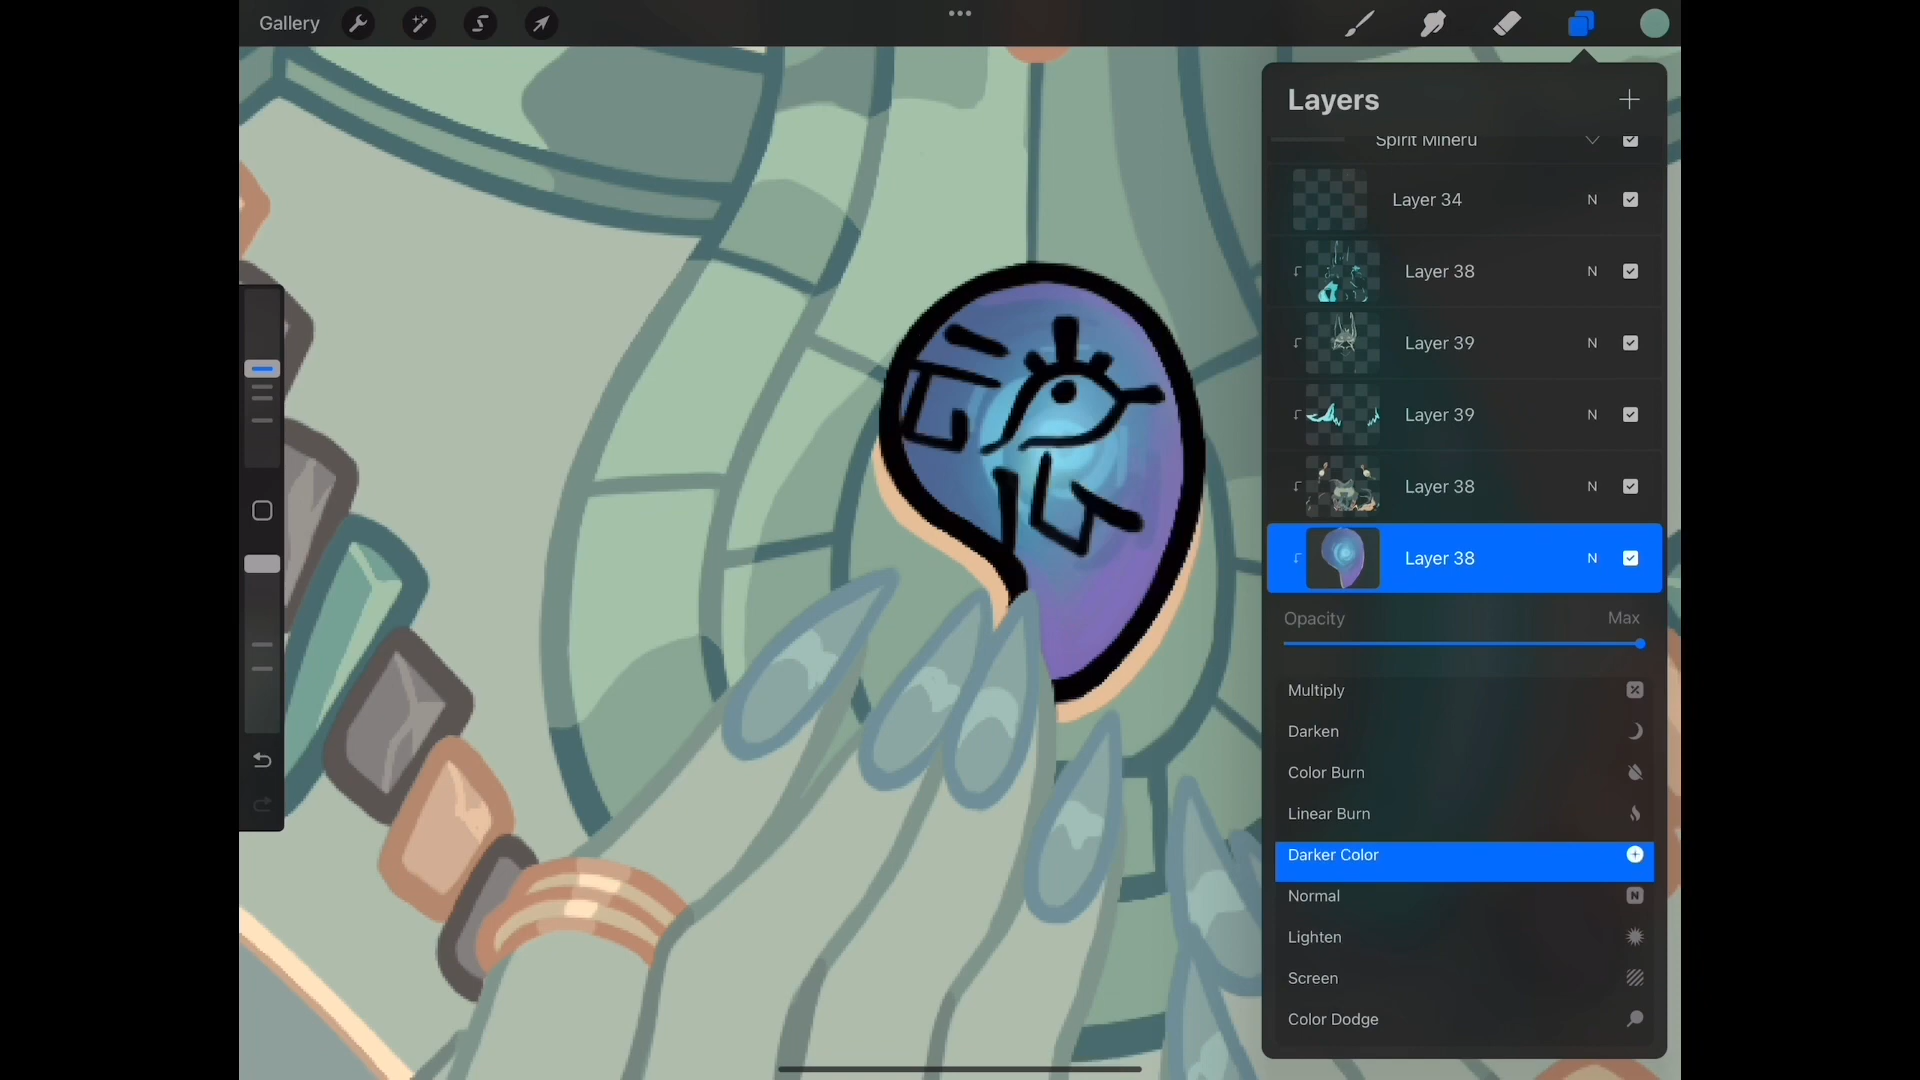 Gallery
Layers
Spirit Mineru
Layer 34 N
Layer 38 N
Layer 39 N
Layer 39 N
Layer 38 N
Layer 38 N
Opacity Max
Multiply
Darken
Color Burn
Linear Burn
Darker Color
Normal N
Lighten
Screen
Color Dodge